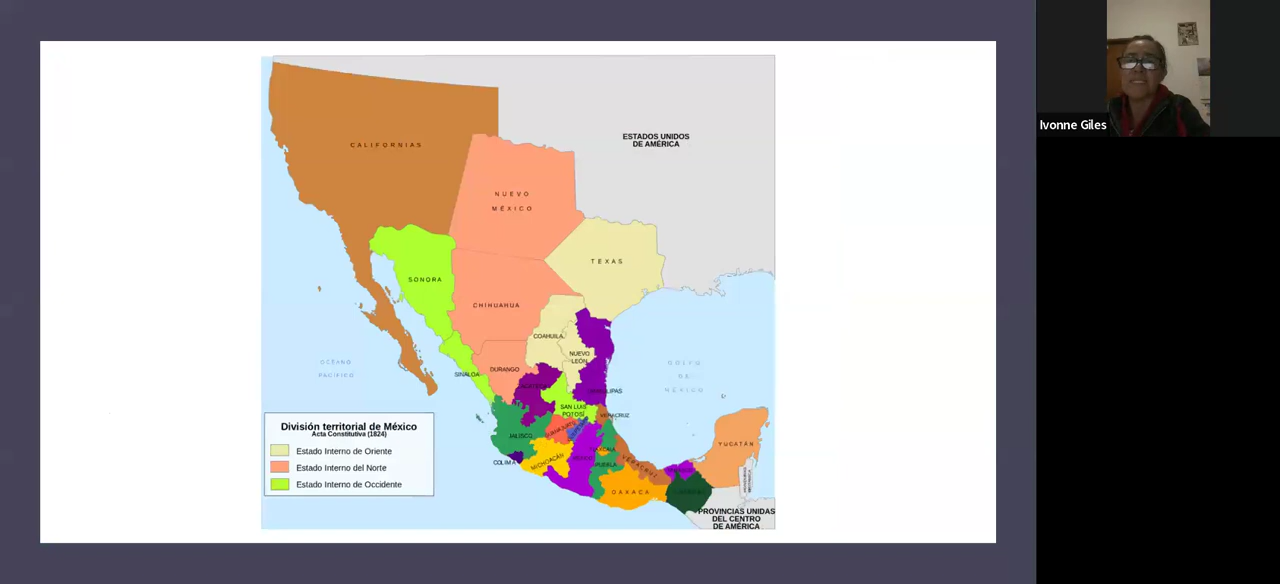 ESTADOS UNIDOS
DE AMÉRICA
Ivonne Giles
CALIFORNIAS
NUEVO
MÉXICO
TEXAS
SONORA
CHIHUAHUA
COAHUILA
NUEVO
LEÓN
OCÉANO
PACÍFICO
GOLFO
DE
MÉXICO
DURANGO
SINALOA
SAN LUIS
POTOSÍ
VERACRUZ
JALISCO
YUCATÁN
COLIMA
MICHOACÁN
PUEBLA
VERACRUZ
OAXACA
División territorial de México
Acta Constitutiva (1824)
Estado Interno de Oriente
Estado Interno del Norte
Estado Interno de Occidente
PROVINCIAS UNIDAS
DEL CENTRO
DE AMÉRICA